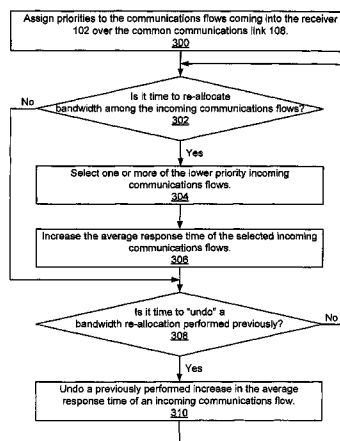 Assign priorities to the communications flows coming into the receiver
102 over the common communications link 108.
300
Is it time to re-allocate
bandwidth among the incoming communications flows?
302
No
Yes
Select one or more of the lower priority incoming
communications flows.
304
Increase the average response time of the selected incoming
communications flows.
306
Is it time to "undo" a
bandwidth re-allocation performed previously?
308
No
Yes
Undo a previously performed increase in the average
response time of an incoming communications flow.
310